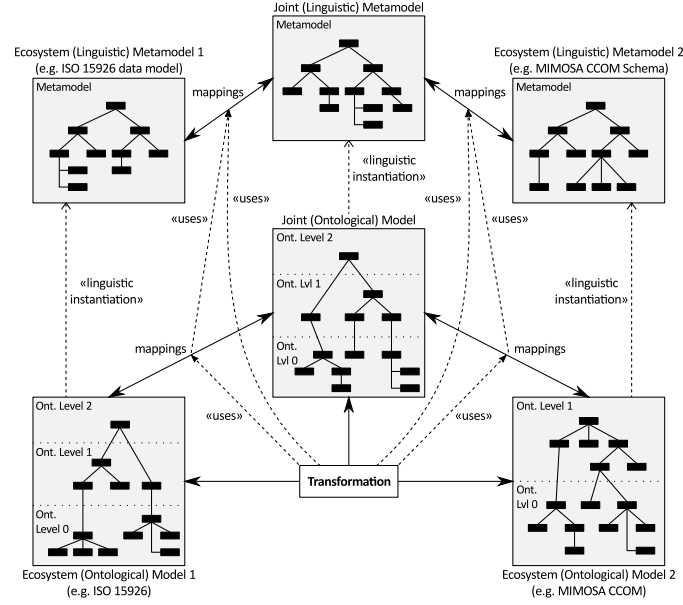 Joint (Linguistic) Metamodel
Metamodel
Ecosystem (Linguistic) Metamodel 1
(e.g. ISO 15926 data model)
Metamodel
Ecosystem (Linguistic) Metamodel 2
(e.g. MIMOSA CCOM Schema)
Metamodel
mappings
mappings
«linguistic
instantiation»
«uses»
«uses»
«uses»
«uses»
Joint (Ontological) Model
Ont. Level 2
Ont. Lvl 1
Ont.
Lvl 0
«linguistic
instantiation»
«linguistic
instantiation»
mappings
mappings
«uses»
«uses»
Ont. Level 2
Ont. Level 1
Ont.
Level 0
Ecosystem (Ontological) Model 1
(e.g. ISO 15926)
Transformation
Ont. Level 1
Ont.
Lvl 0
Ecosystem (Ontological) Model 2
(e.g. MIMOSA CCOM)